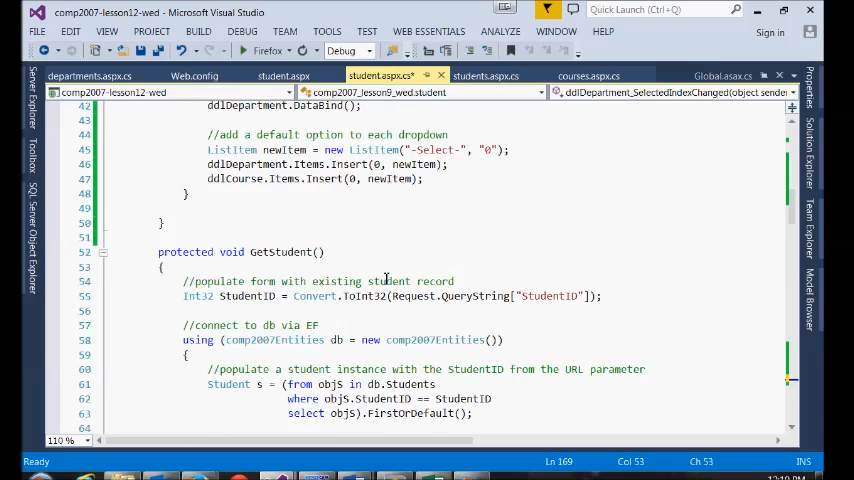 comp2007-lesson12-wed - Microsoft Visual Studio
Quick Launch (Ctrl+Q)
FILE EDIT VIEW PROJECT BUILD DEBUG TEAM TOOLS TEST WEB ESSENTIALS ANALYZE WINDOW HELP Sign in
Firefox Debug
departments.aspx.cs Web.config student.aspx student.aspx.cs* students.aspx.cs courses.aspx.cs Global.asax.cs
comp2007-lesson12-wed comp2007_lesson9_wed.student ddlDepartment_SelectedIndexChanged(object sender
Server Explorer
Toolbox
SQL Server Object Explorer
42 ddlDepartment.DataBind();
43
44 //add a default option to each dropdown
45 ListItem newItem = new ListItem("-Select-", "0");
46 ddlDepartment.Items.Insert(0, newItem);
47 ddlCourse.Items.Insert(0, newItem);
48 }
49
50 }
51
52 protected void GetStudent()
53 {
54 //populate form with existing student record
55 Int32 StudentID = Convert.ToInt32(Request.QueryString["StudentID"]);
56
57 //connect to db via EF
58 using (comp2007Entities db = new comp2007Entities())
59 {
60 //populate a student instance with the StudentID from the URL parameter
61 Student s = (from objS in db.Students
62 where objS.StudentID == StudentID
63 select objS).FirstOrDefault();
64
Properties
Solution Explorer
Team Explorer
Model Browser
110 %
Ready Ln 169 Col 53 Ch 53 INS